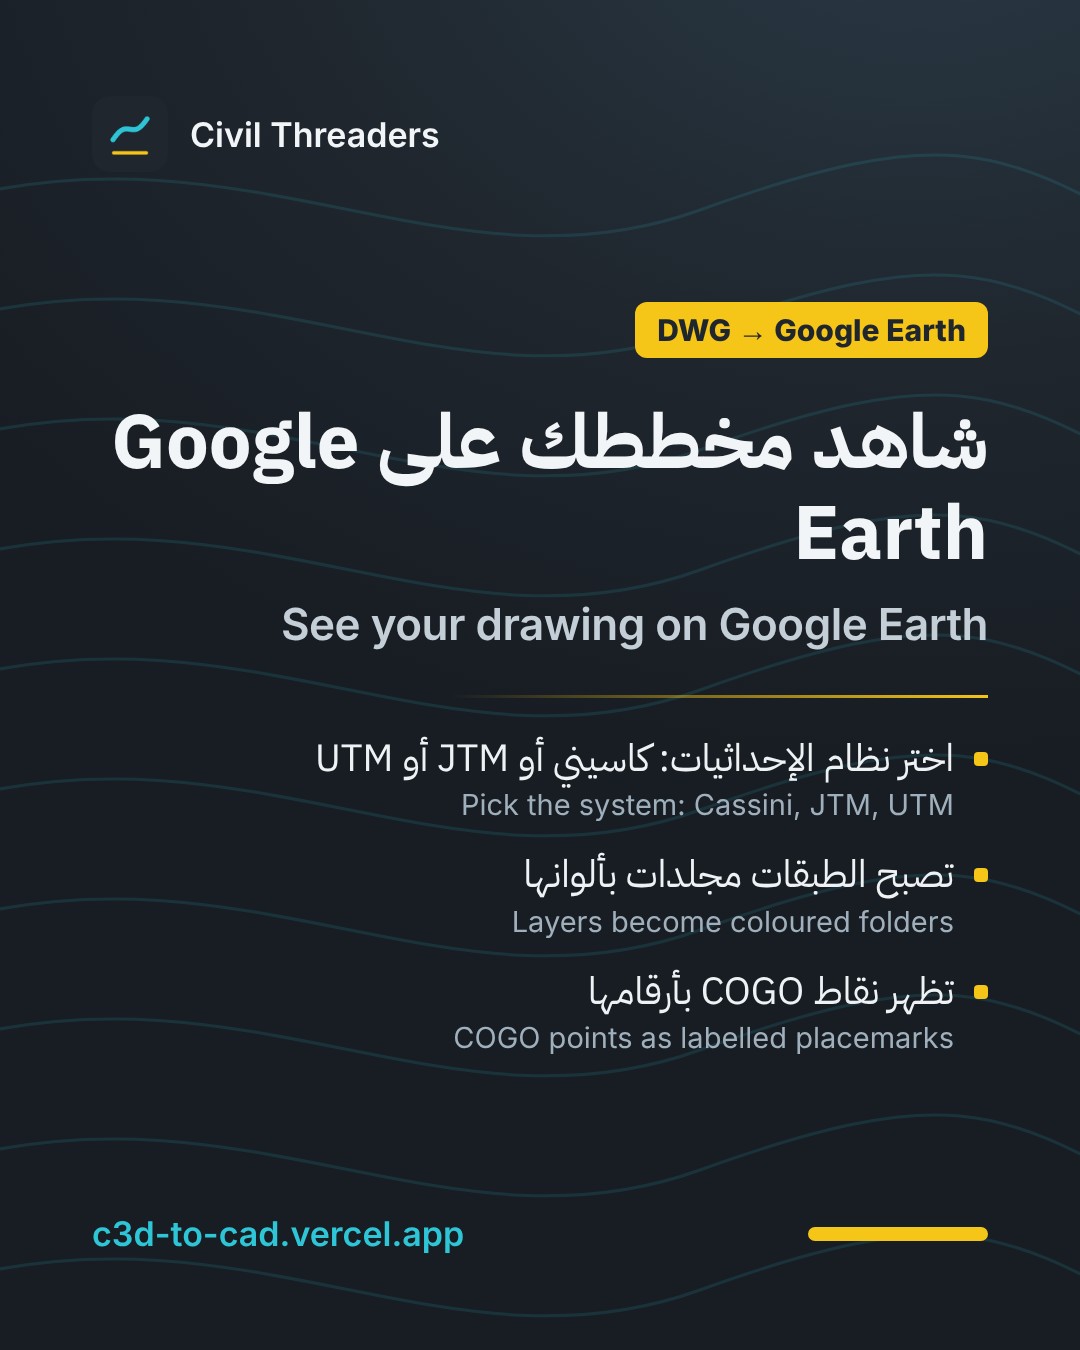 Civil Threaders
DWG → Google Earth
شاهد مخططك على Google
Earth
See your drawing on Google Earth
اختر نظام الإحداثيات: كاسيني أو JTM أو UTM
Pick the system: Cassini, JTM, UTM
تصبح الطبقات مجلدات بألوانها
Layers become coloured folders
تظهر نقاط COGO بأرقامها
COGO points as labelled placemarks
c3d-to-cad.vercel.app